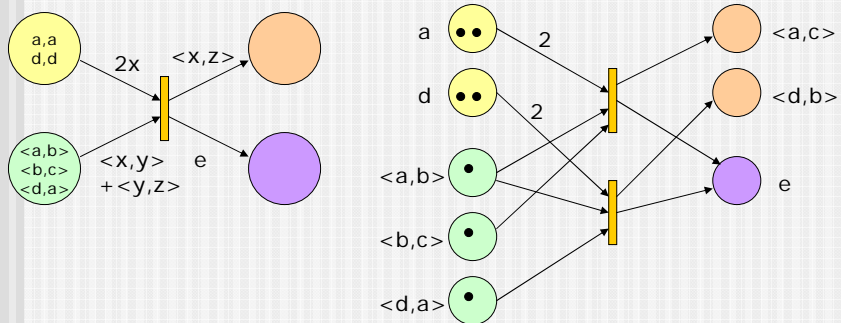 a,a
d,d
2x
<x,z>
<a,b>
<b,c>
<d,a>
<x,y>
+<y,z>
e
a
2
<a,c>
d
2
<d,b>
<a,b>
e
<b,c>
<d,a>